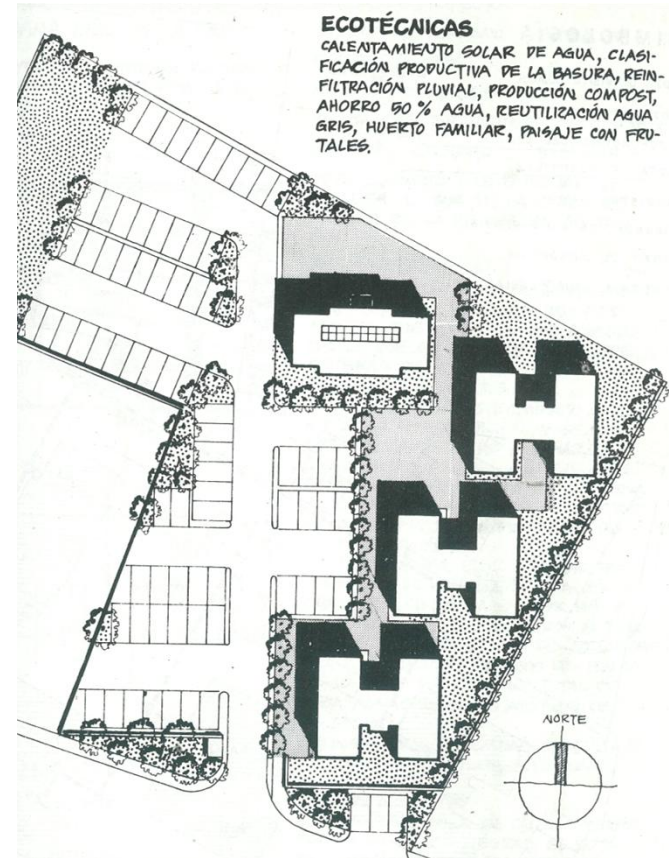 ECOTÉCNICAS
CALENTAMIENTO SOLAR DE AGUA, CLASI-
FICACIÓN PRODUCTIVA DE LA BASURA, REIN-
FILTRACIÓN PLUVIAL, PRODUCCIÓN COMPOST,
AHORRO 50 % AGUA, REUTILIZACIÓN AGUA
GRIS, HUERTO FAMILIAR, PAISAJE CON FRU-
TALES.
NORTE